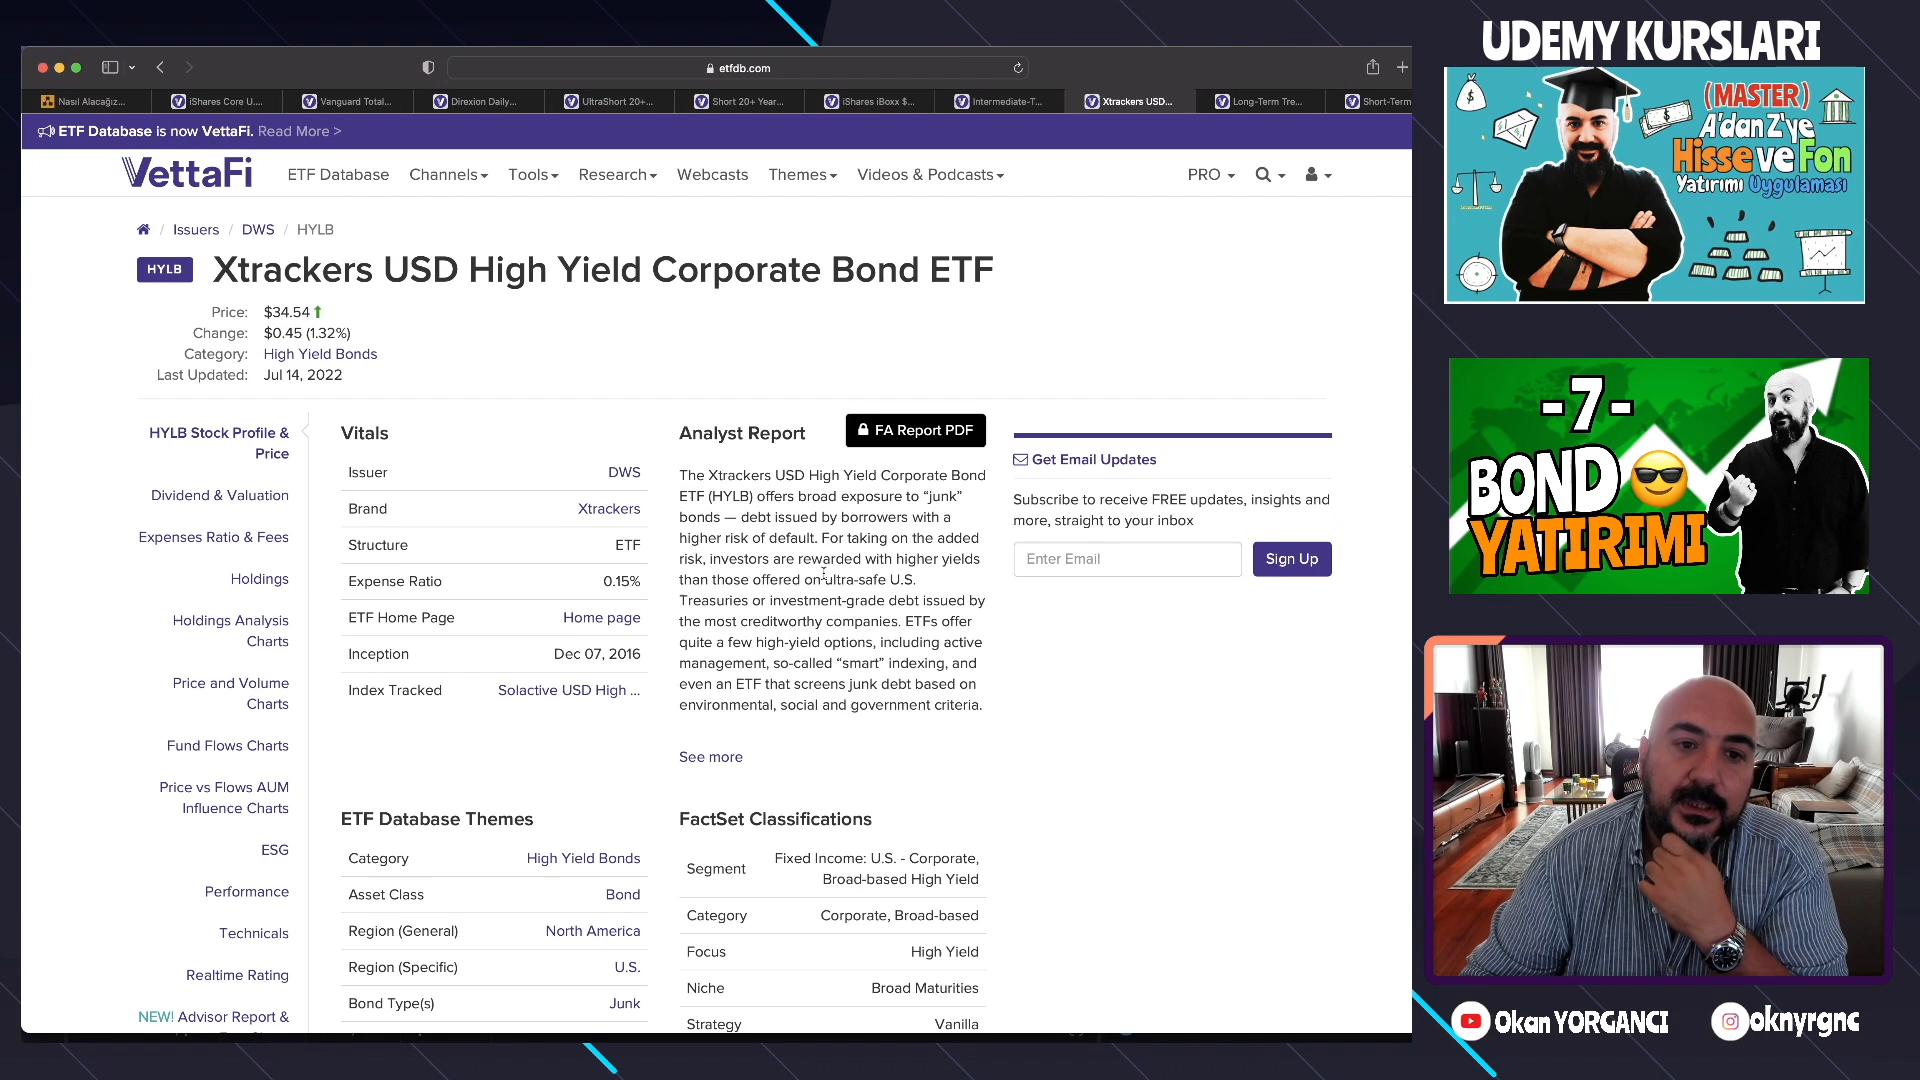 etfdb.com
Nasıl Alacağız...
iShares Core U....
Vanguard Total...
Direxion Daily...
UltraShort 20+...
Short 20+ Year...
iShares iBoxx $...
Intermediate-T...
Xtrackers USD...
Long-Term Tre...
Short-Term
ETF Database is now VettaFi. Read More >
VettaFi
ETF Database
Channels
Tools
Research
Webcasts
Themes
Videos & Podcasts
PRO
/ Issuers / DWS / HYLB
HYLB
Xtrackers USD High Yield Corporate Bond ETF
Price: $34.54
Change: $0.45 (1.32%)
Category: High Yield Bonds
Last Updated: Jul 14, 2022
HYLB Stock Profile &
Price
Dividend & Valuation
Expenses Ratio & Fees
Holdings
Holdings Analysis
Charts
Price and Volume
Charts
Fund Flows Charts
Price vs Flows AUM
Influence Charts
ESG
Performance
Technicals
Realtime Rating
NEW! Advisor Report &
Vitals
Issuer DWS
Brand Xtrackers
Structure ETF
Expense Ratio 0.15%
ETF Home Page Home page
Inception Dec 07, 2016
Index Tracked Solactive USD High ...
Analyst Report
FA Report PDF
The Xtrackers USD High Yield Corporate Bond
ETF (HYLB) offers broad exposure to “junk”
bonds — debt issued by borrowers with a
higher risk of default. For taking on the added
risk, investors are rewarded with higher yields
than those offered on ultra-safe U.S.
Treasuries or investment-grade debt issued by
the most creditworthy companies. ETFs offer
quite a few high-yield options, including active
management, so-called “smart” indexing, and
even an ETF that screens junk debt based on
environmental, social and government criteria.
See more
Get Email Updates
Subscribe to receive FREE updates, insights and
more, straight to your inbox
Enter Email
Sign Up
ETF Database Themes
Category High Yield Bonds
Asset Class Bond
Region (General) North America
Region (Specific) U.S.
Bond Type(s) Junk
FactSet Classifications
Segment Fixed Income: U.S. - Corporate,
Broad-based High Yield
Category Corporate, Broad-based
Focus High Yield
Niche Broad Maturities
Strategy Vanilla
UDEMY KURSLARI
(MASTER)
A'dan Z'ye
Hisse ve Fon
Yatırımı Uygulaması
-7-
BOND
YATIRIMI
Okan YORGANCI
oknyrgnc